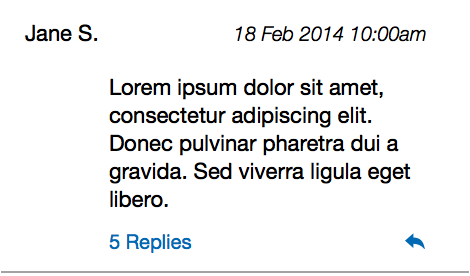 Jane S. 18 Feb 2014 10:00am
Lorem ipsum dolor sit amet,
consectetur adipiscing elit.
Donec pulvinar pharetra dui a
gravida. Sed viverra ligula eget
libero.
5 Replies